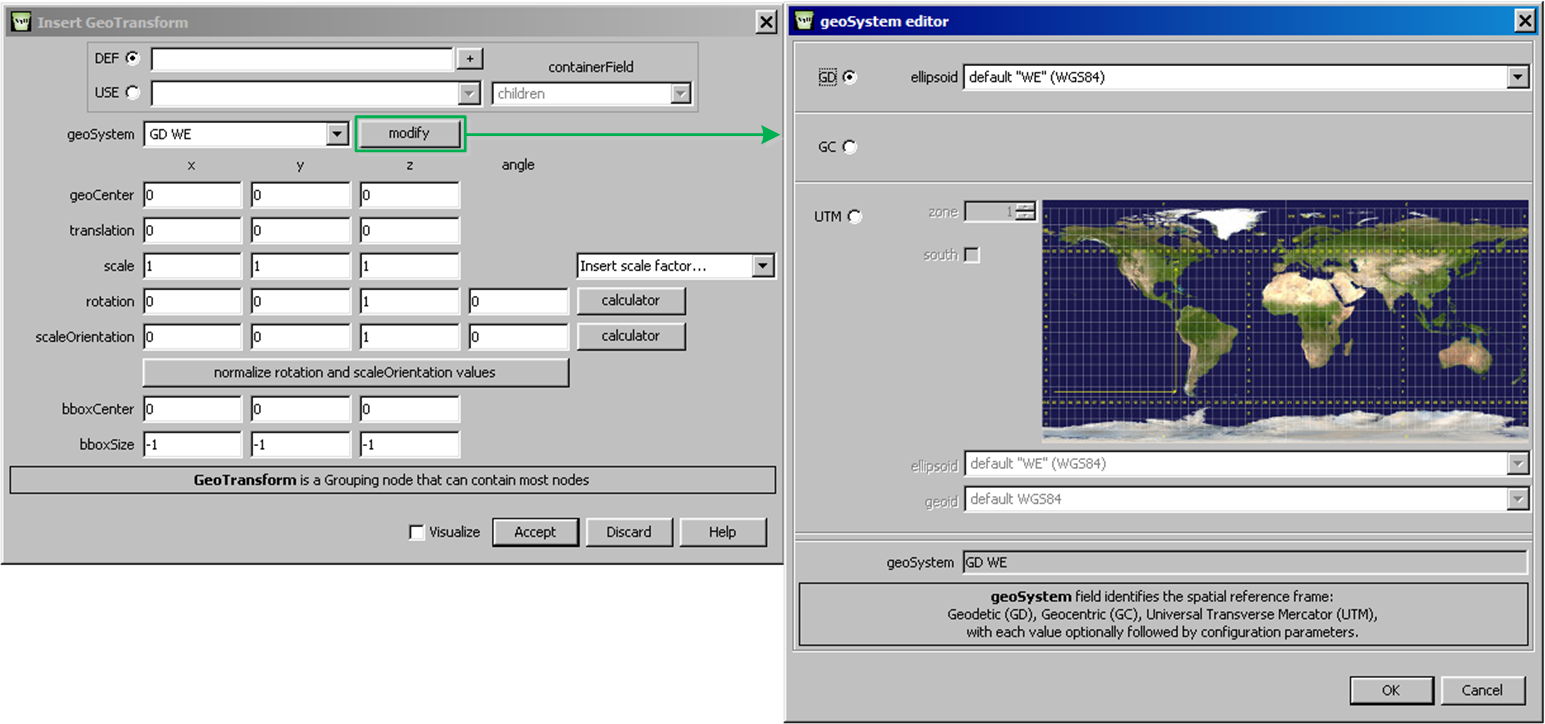 Insert GeoTransform
DEF
+
containerField
USE
children
geoSystem GD WE modify
x y z angle
geoCenter 0 0 0
translation 0 0 0
scale 1 1 1 Insert scale factor...
rotation 0 0 1 0 calculator
scaleOrientation 0 0 1 0 calculator
normalize rotation and scaleOrientation values
bboxCenter 0 0 0
bboxSize -1 -1 -1
GeoTransform is a Grouping node that can contain most nodes
Visualize Accept Discard Help
geoSystem editor
GD ellipsoid default "WE" (WGS84)
GC
UTM zone 1
south
ellipsoid default "WE" (WGS84)
geoid default WGS84
geoSystem GD WE
geoSystem field identifies the spatial reference frame:
Geodetic (GD), Geocentric (GC), Universal Transverse Mercator (UTM),
with each value optionally followed by configuration parameters.
OK Cancel